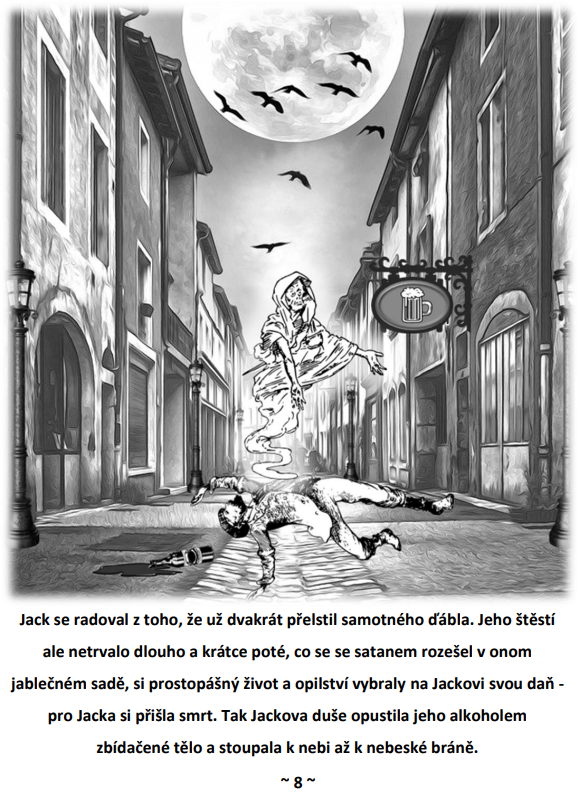 Jack se radoval z toho, že už dvakrát přelstil samotného ďábla. Jeho štěstí
ale netrvalo dlouho a krátce poté, co se se satanem rozešel v onom
jablečném sadě, si prostopášný život a opilství vybraly na Jackovi svou daň -
pro Jacka si přišla smrt. Tak Jackova duše opustila jeho alkoholem
zbídačené tělo a stoupala k nebi až k nebeské bráně.
~ 8 ~